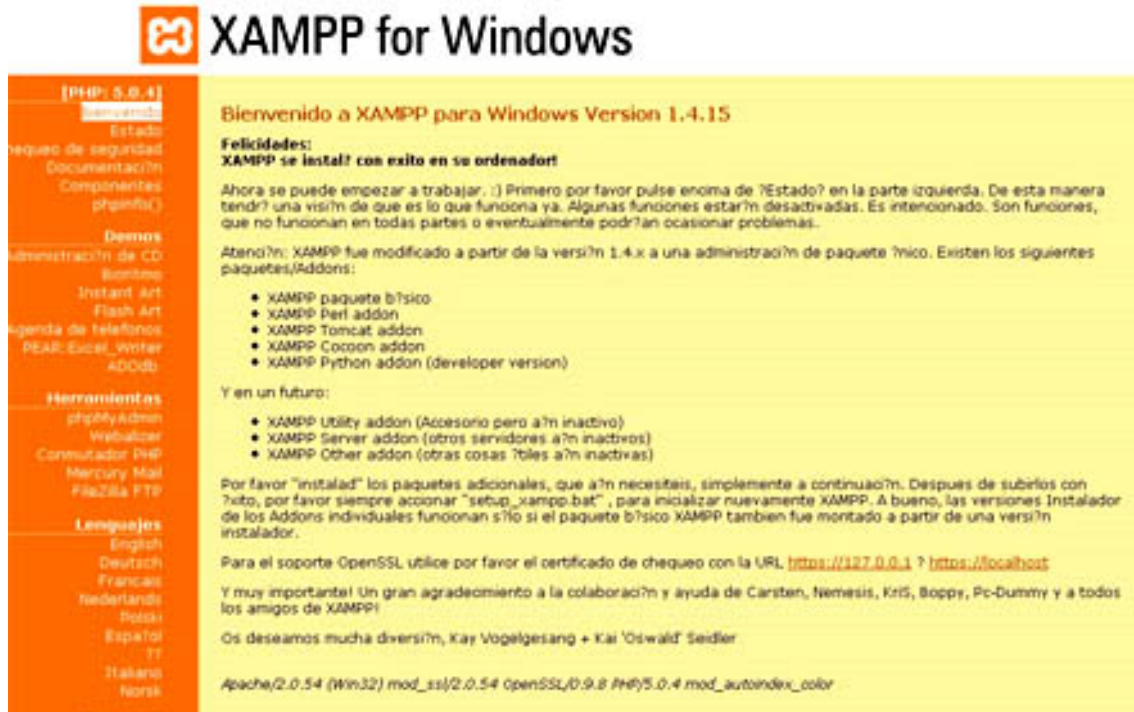 XAMPP for Windows
[PHP: 5.0.4]
Bienvenido
Estado
hequeo de seguridad
Documentaci?n
Componentes
phpinfo()
Demos
Administraci?n de CD
Bioritmo
Instant Art
Flash Art
Agenda de telefonos
PEAR:Excel_Writer
ADOdb
Herramientas
phpMyAdmin
Webalizer
Conmutador PHP
Mercury Mail
FileZilla FTP
Lenguajes
English
Deutsch
Francais
Nederlands
Polski
Espa?ol
??
Italiano
Norsk
Bienvenido a XAMPP para Windows Version 1.4.15
Felicidades:
XAMPP se instal? con exito en su ordenador!
Ahora se puede empezar a trabajar. :) Primero por favor pulse encima de ?Estado? en la parte izquierda. De esta manera
tendr? una visi?n de que es lo que funciona ya. Algunas funciones estar?n desactivadas. Es intencionado. Son funciones,
que no funcionan en todas partes o eventualmente podr?an ocasionar problemas.
Atenci?n: XAMPP fue modificado a partir de la versi?n 1.4.x a una administraci?n de paquete ?nico. Existen los siguientes
paquetes/Addons:
• XAMPP paquete b?sico
• XAMPP Perl addon
• XAMPP Tomcat addon
• XAMPP Cocoon addon
• XAMPP Python addon (developer version)
Y en un futuro:
• XAMPP Utility addon (Accesorio pero a?n inactivo)
• XAMPP Server addon (otros servidores a?n inactivos)
• XAMPP Other addon (otras cosas ?tiles a?n inactivas)
Por favor "instalad" los paquetes adicionales, que a?n necesiteis, simplemente a continuaci?n. Despues de subirlos con
?xito, por favor siempre accionar "setup_xampp.bat" , para inicializar nuevamente XAMPP. A bueno, las versiones Instalador
de los Addons individuales funcionan s?lo si el paquete b?sico XAMPP tambien fue montado a partir de una versi?n
instalador.
Para el soporte OpenSSL utilice por favor el certificado de chequeo con la URL https://127.0.0.1 ? https://localhost
Y muy importante! Un gran agradecimiento a la colaboraci?n y ayuda de Carsten, Nemesis, KriS, Boppy, Pc-Dummy y a todos
los amigos de XAMPP!
Os deseamos mucha diversi?n, Kay Vogelgesang + Kai 'Oswald' Seidler
Apache/2.0.54 (Win32) mod_ssl/2.0.54 OpenSSL/0.9.8 PHP/5.0.4 mod_autoindex_color